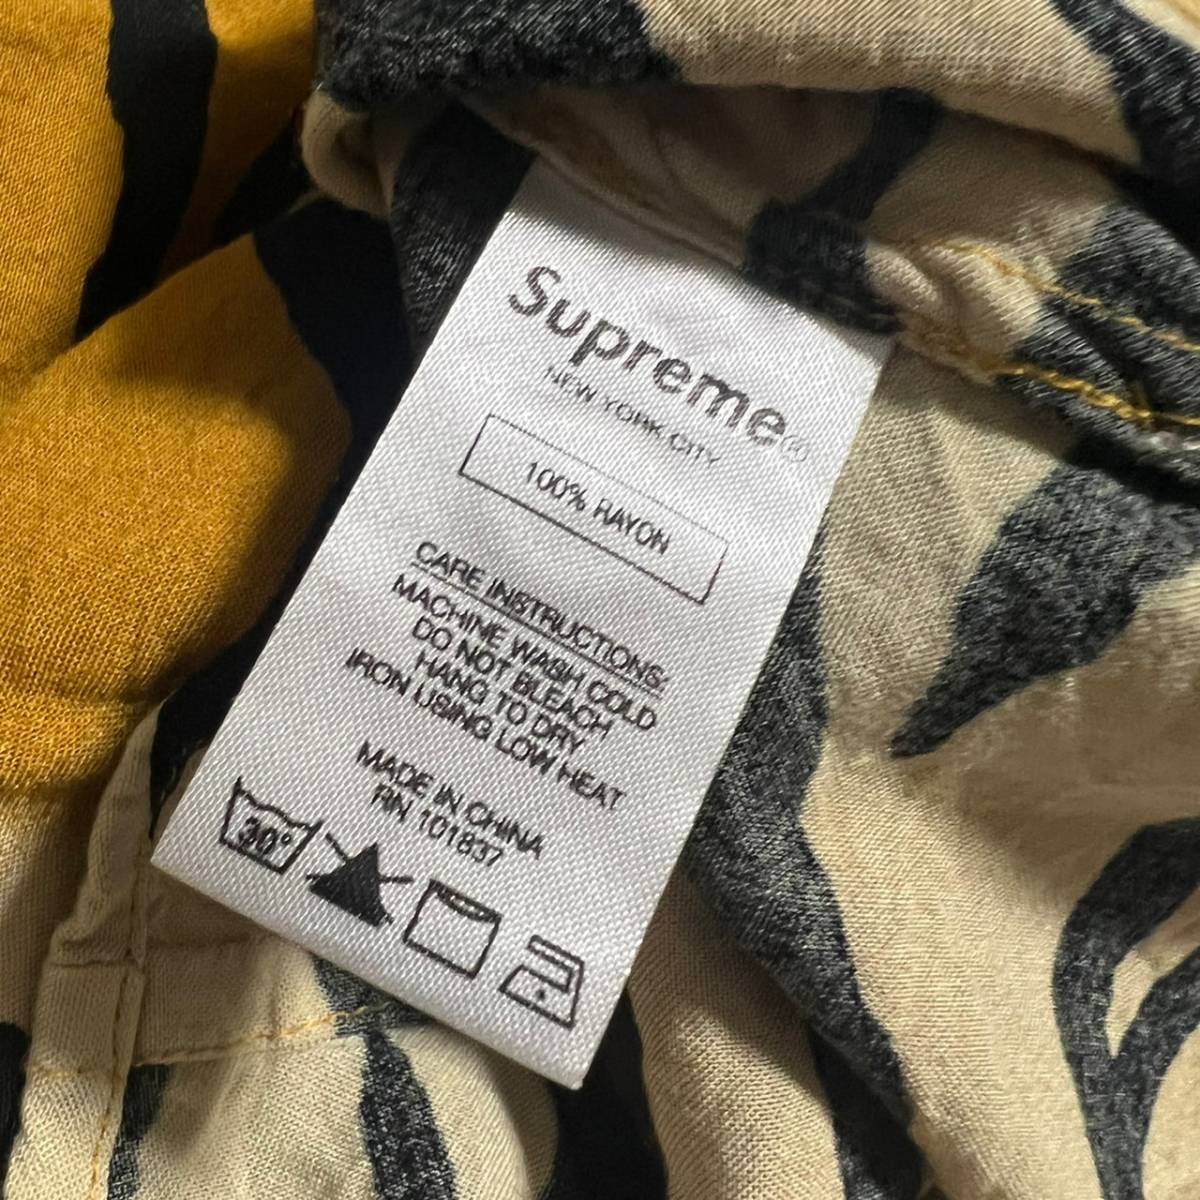 Supreme®
NEW YORK CITY
100% RAYON
CARE INSTRUCTIONS:
MACHINE WASH COLD
DO NOT BLEACH
HANG TO DRY
IRON USING LOW HEAT
MADE IN CHINA
RN 101837
30°